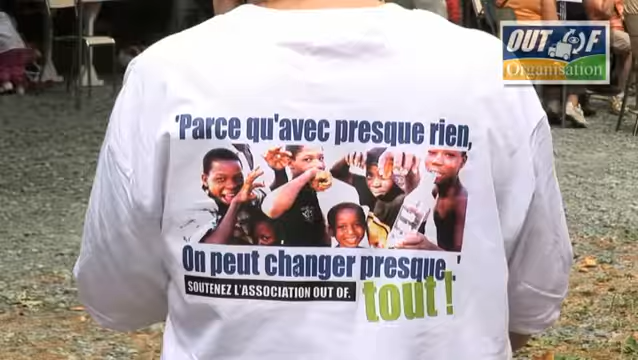 OUT OF
Organisation
'Parce qu'avec presque rien,
On peut changer presque.'
SOUTENEZ L'ASSOCIATION OUT OF.
tout !